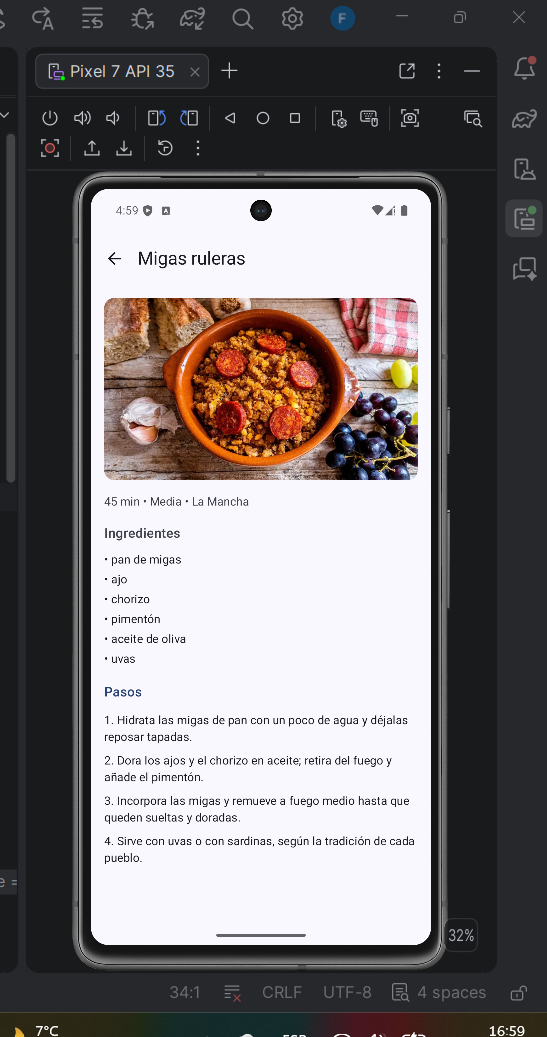 F
Pixel 7 API 35
4:59
Migas ruleras
45 min • Media • La Mancha
Ingredientes
• pan de migas
• ajo
• chorizo
• pimentón
• aceite de oliva
• uvas
Pasos
1. Hidrata las migas de pan con un poco de agua y déjalas
reposar tapadas.
2. Dora los ajos y el chorizo en aceite; retira del fuego y
añade el pimentón.
3. Incorpora las migas y remueve a fuego medio hasta que
queden sueltas y doradas.
4. Sirve con uvas o con sardinas, según la tradición de cada
pueblo.
e =
32%
34:1 CRLF UTF-8 4 spaces
7°C 16:59